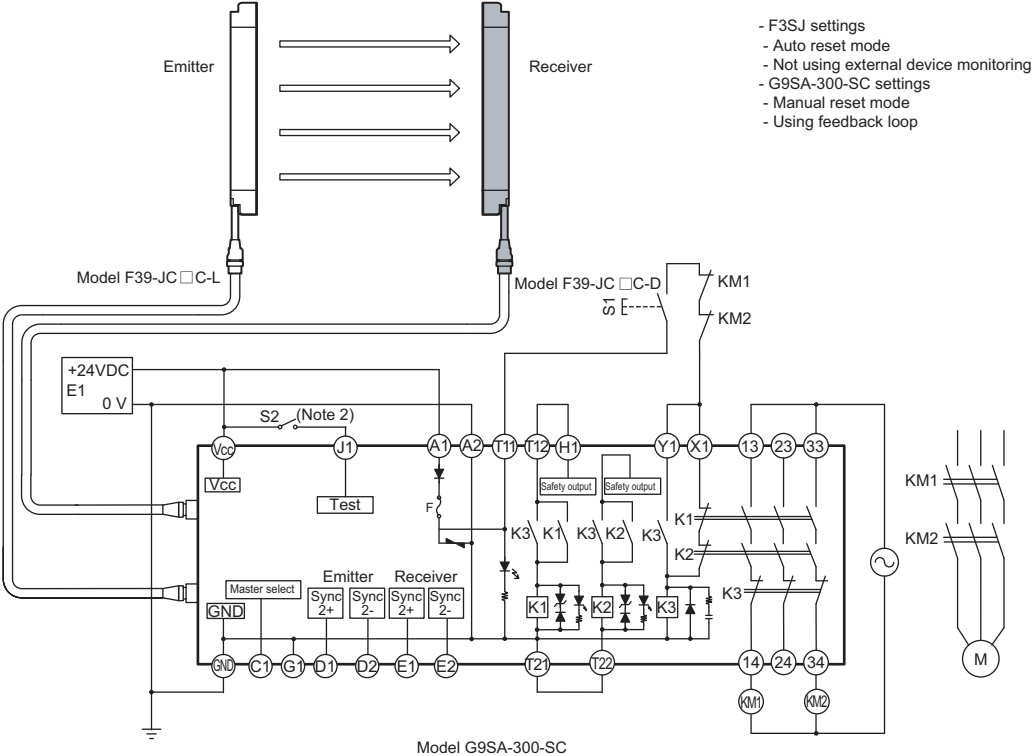 - F3SJ settings
- Auto reset mode
- Not using external device monitoring
- G9SA-300-SC settings
- Manual reset mode
- Using feedback loop
Emitter
Receiver
Model F39-JC□C-L
Model F39-JC□C-D
S1
KM1
KM2
+24VDC
E1
0 V
S2 (Note 2)
Vcc J1 A1 A2 T11 T12 H1 Y1 X1 13 23 33
Vcc
Test
F
Safety output
Safety output
K3 K1 K3 K2 K3
K1
K2
K3
KM1
KM2
Master select
Emitter
Receiver
Sync 2+
Sync 2-
Sync 2+
Sync 2-
GND
K1
K2
K3
GND C1 G1 D1 D2 E1 E2 T21 T22 14 24 34
KM1
KM2
M
Model G9SA-300-SC